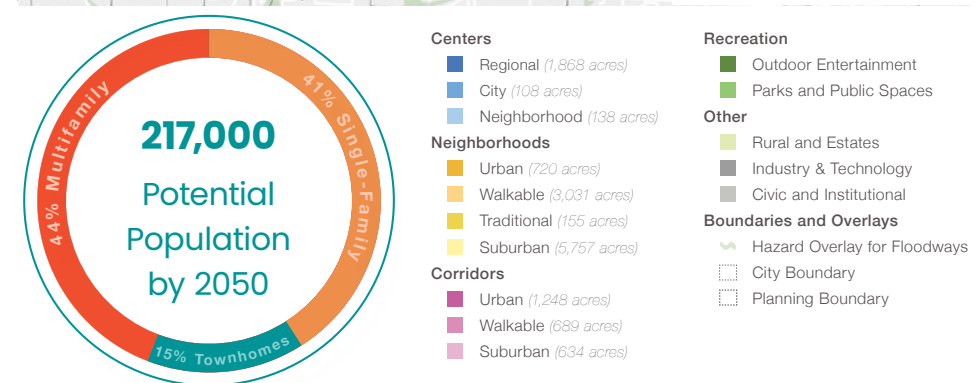 44% Multifamily
41% Single-Family
15% Townhomes
217,000
Potential
Population
by 2050
Centers
Regional (1,868 acres)
City (108 acres)
Neighborhood (138 acres)
Neighborhoods
Urban (720 acres)
Walkable (3,031 acres)
Traditional (155 acres)
Suburban (5,757 acres)
Corridors
Urban (1,248 acres)
Walkable (689 acres)
Suburban (634 acres)
Recreation
Outdoor Entertainment
Parks and Public Spaces
Other
Rural and Estates
Industry & Technology
Civic and Institutional
Boundaries and Overlays
Hazard Overlay for Floodways
City Boundary
Planning Boundary